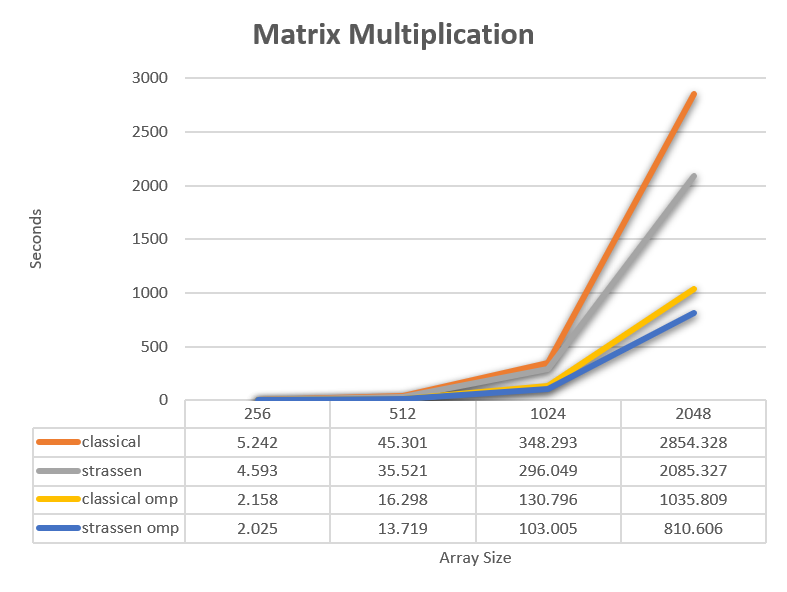 Matrix Multiplication
3000
2500
2000
1500
1000
500
0
Seconds
256 512 1024 2048
classical 5.242 45.301 348.293 2854.328
strassen 4.593 35.521 296.049 2085.327
classical omp 2.158 16.298 130.796 1035.809
strassen omp 2.025 13.719 103.005 810.606
Array Size